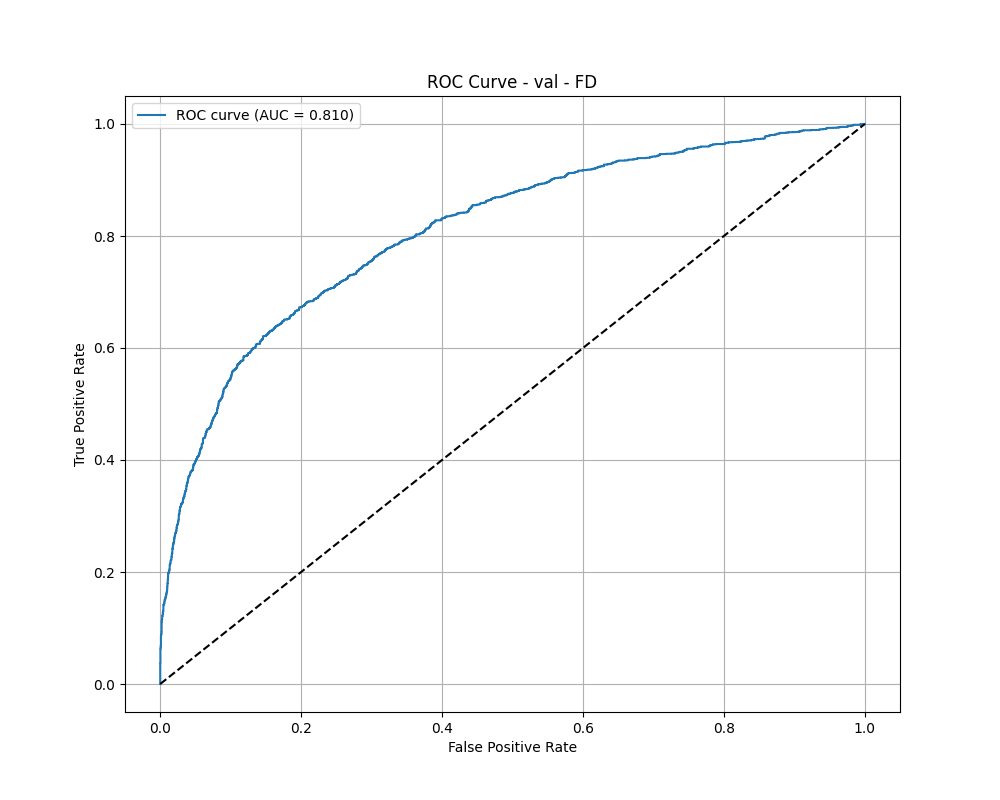 ROC Curve - val - FD
ROC curve (AUC = 0.810)
True Positive Rate
1.0
0.8
0.6
0.4
0.2
0.0
0.0 0.2 0.4 0.6 0.8 1.0
False Positive Rate